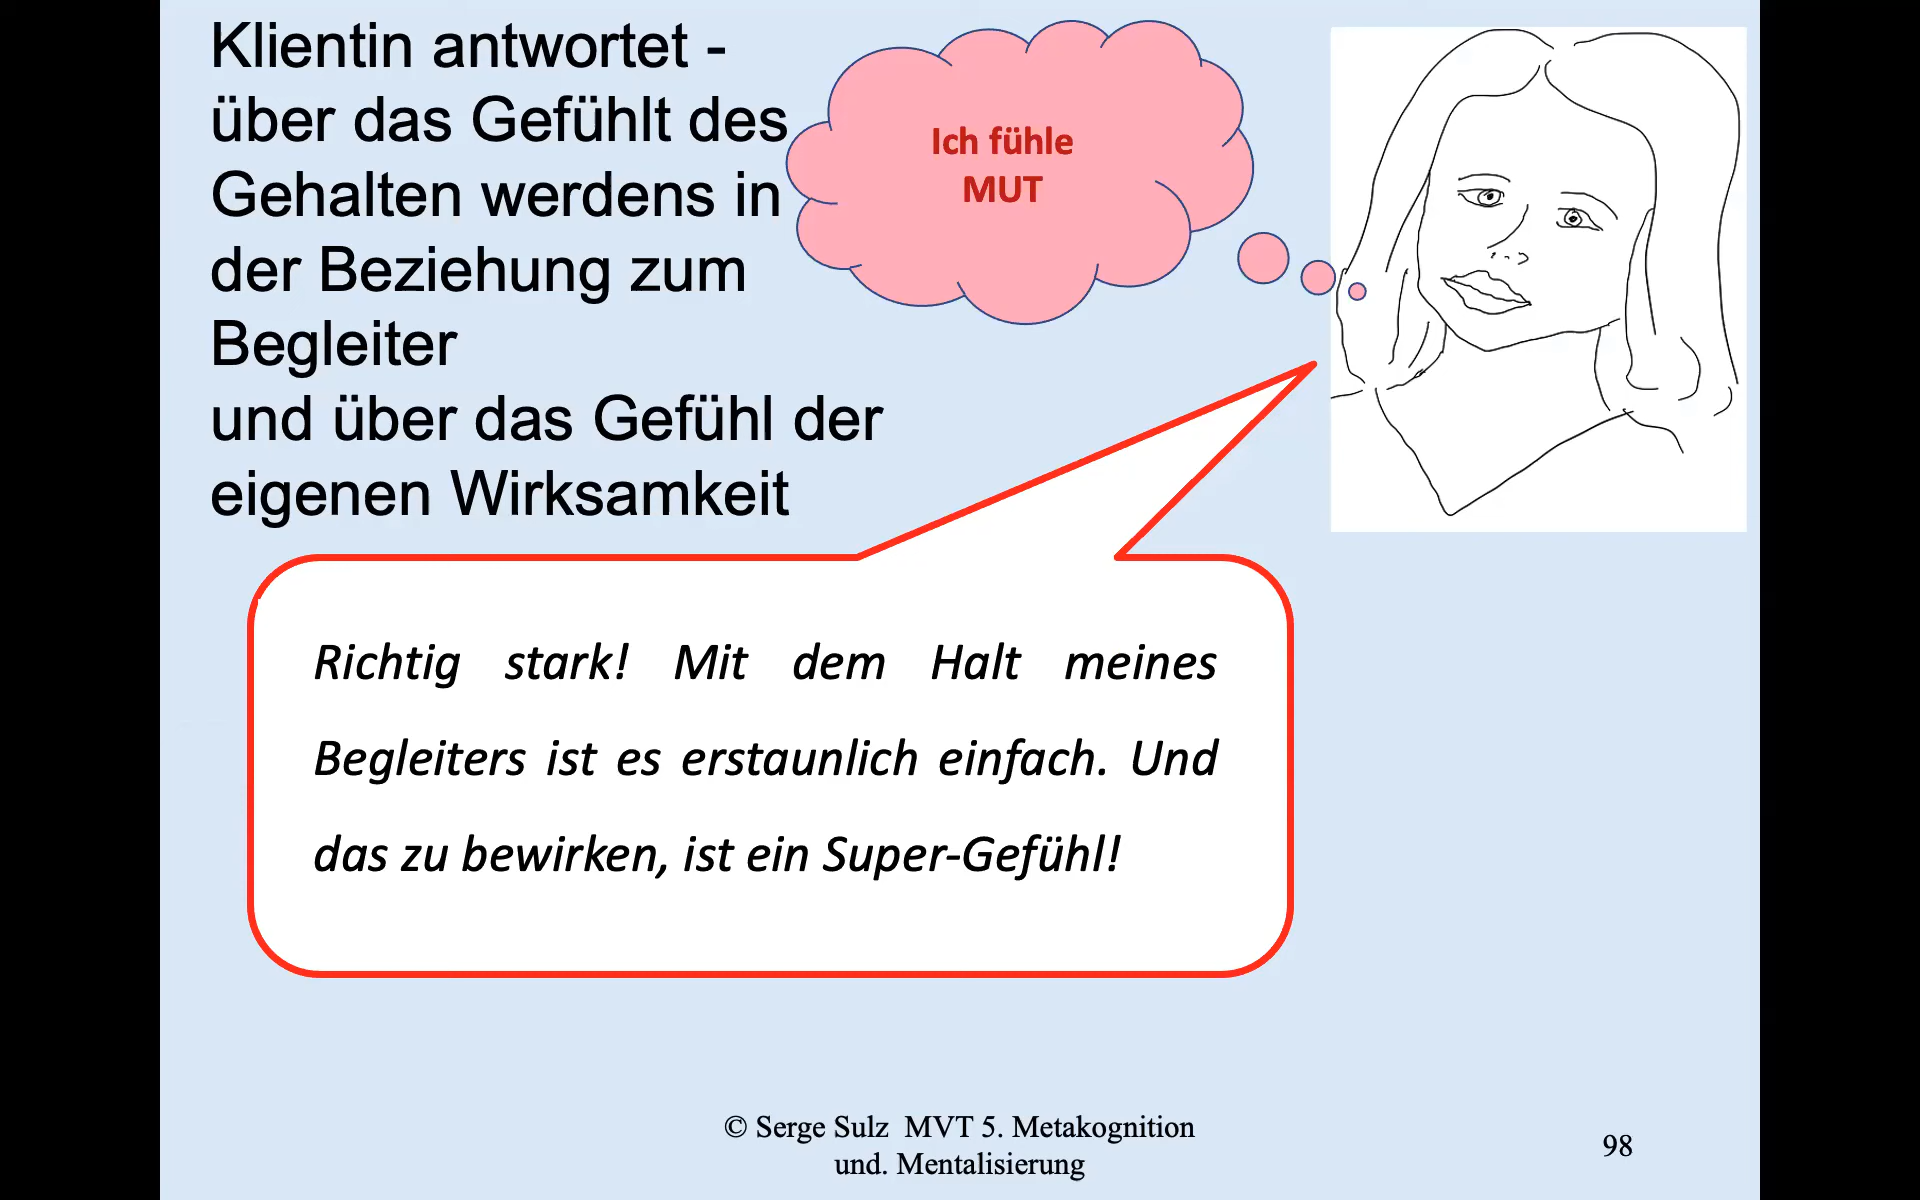 Klientin antwortet -
über das Gefühlt des
Gehalten werdens in
der Beziehung zum
Begleiter
und über das Gefühl der
eigenen Wirksamkeit
Ich fühle
MUT
Richtig stark! Mit dem Halt meines
Begleiters ist es erstaunlich einfach. Und
das zu bewirken, ist ein Super-Gefühl!
© Serge Sulz  MVT 5. Metakognition
und. Mentalisierung
98